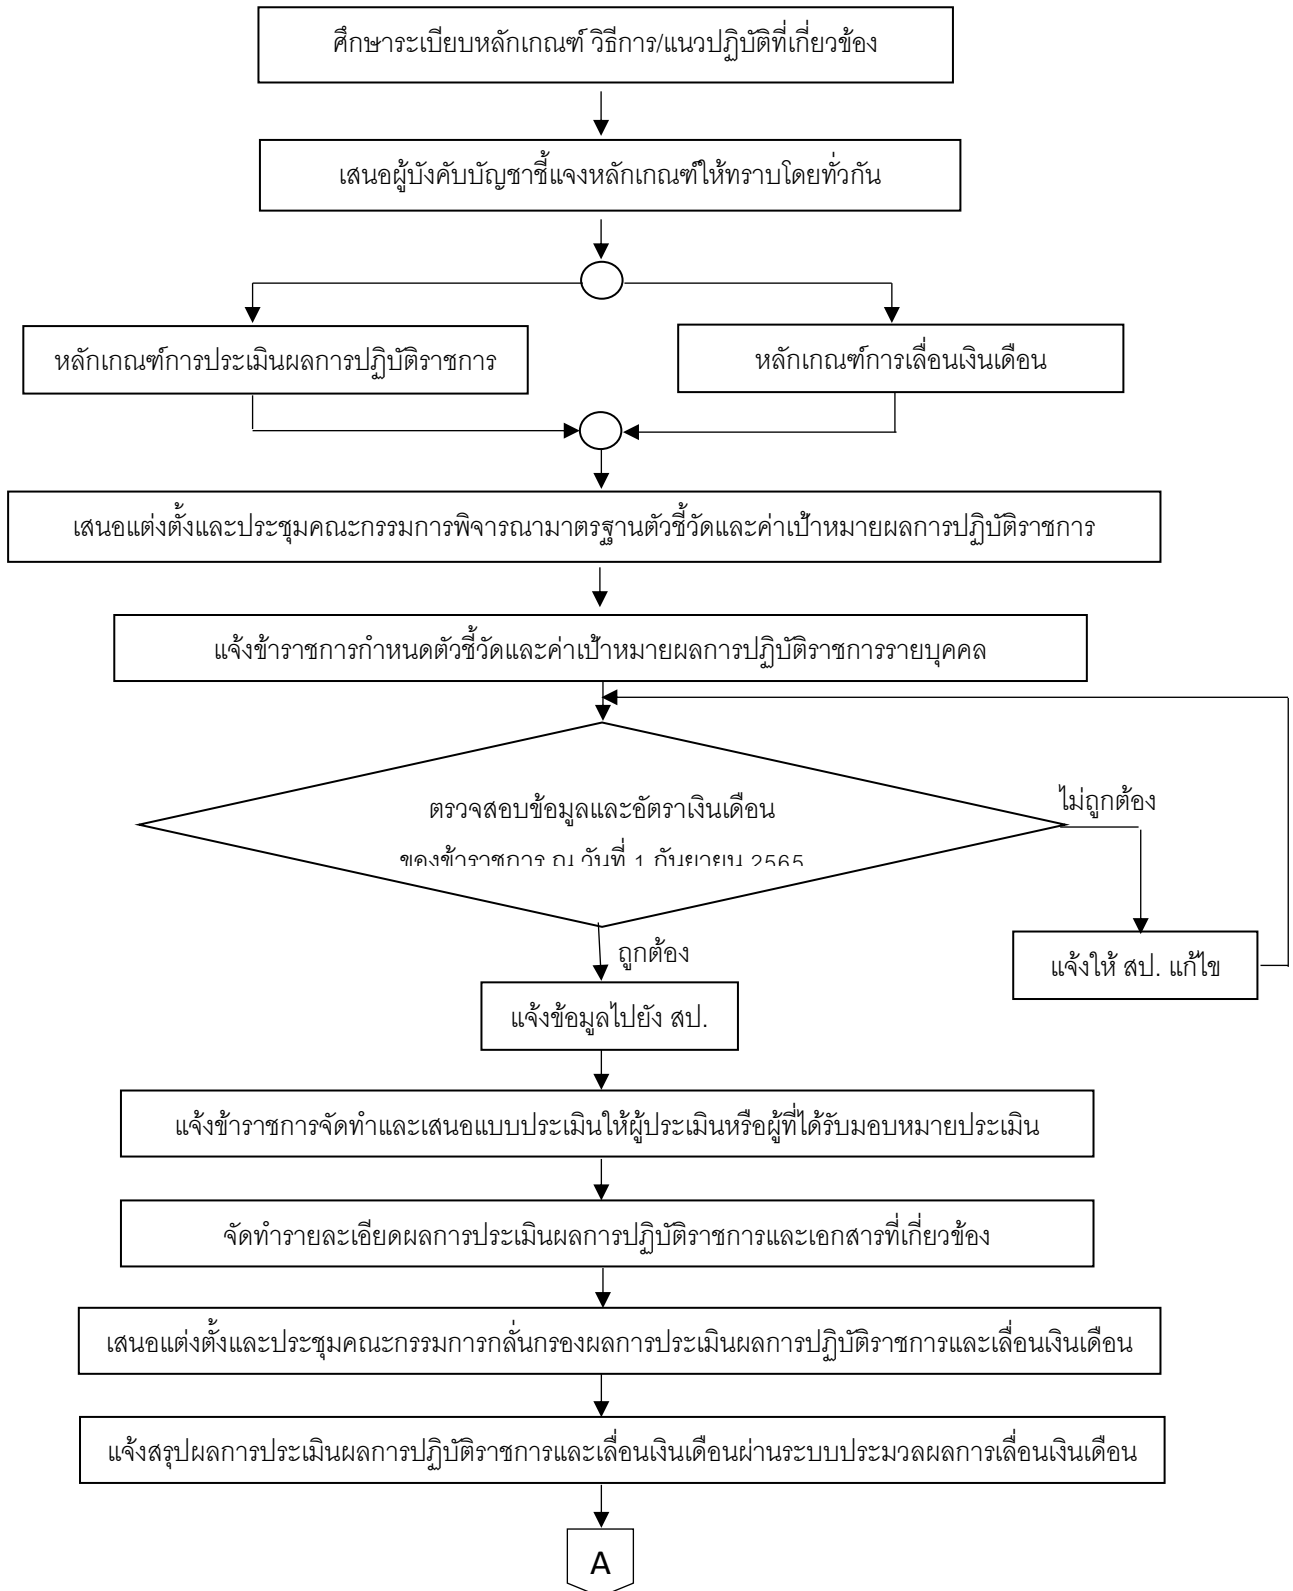 ศึกษาระเบียบหลักเกณฑ์ วิธีการ/แนวปฏิบัติที่เกี่ยวข้อง
เสนอผู้บังคับบัญชาชี้แจงหลักเกณฑ์ให้ทราบโดยทั่วกัน
หลักเกณฑ์การประเมินผลการปฏิบัติราชการ
หลักเกณฑ์การเลื่อนเงินเดือน
เสนอแต่งตั้งและประชุมคณะกรรมการพิจารณามาตรฐานตัวชี้วัดและค่าเป้าหมายผลการปฏิบัติราชการ
แจ้งข้าราชการกำหนดตัวชี้วัดและค่าเป้าหมายผลการปฏิบัติราชการรายบุคคล
ตรวจสอบข้อมูลและอัตราเงินเดือน
ของข้าราชการ ณ วันที่ 1 กันยายน 2565
ไม่ถูกต้อง
ถูกต้อง
แจ้งให้ สป. แก้ไข
แจ้งข้อมูลไปยัง สป.
แจ้งข้าราชการจัดทำและเสนอแบบประเมินให้ผู้ประเมินหรือผู้ที่ได้รับมอบหมายประเมิน
จัดทำรายละเอียดผลการประเมินผลการปฏิบัติราชการและเอกสารที่เกี่ยวข้อง
เสนอแต่งตั้งและประชุมคณะกรรมการกลั่นกรองผลการประเมินผลการปฏิบัติราชการและเลื่อนเงินเดือน
แจ้งสรุปผลการประเมินผลการปฏิบัติราชการและเลื่อนเงินเดือนผ่านระบบประมวลผลการเลื่อนเงินเดือน
A